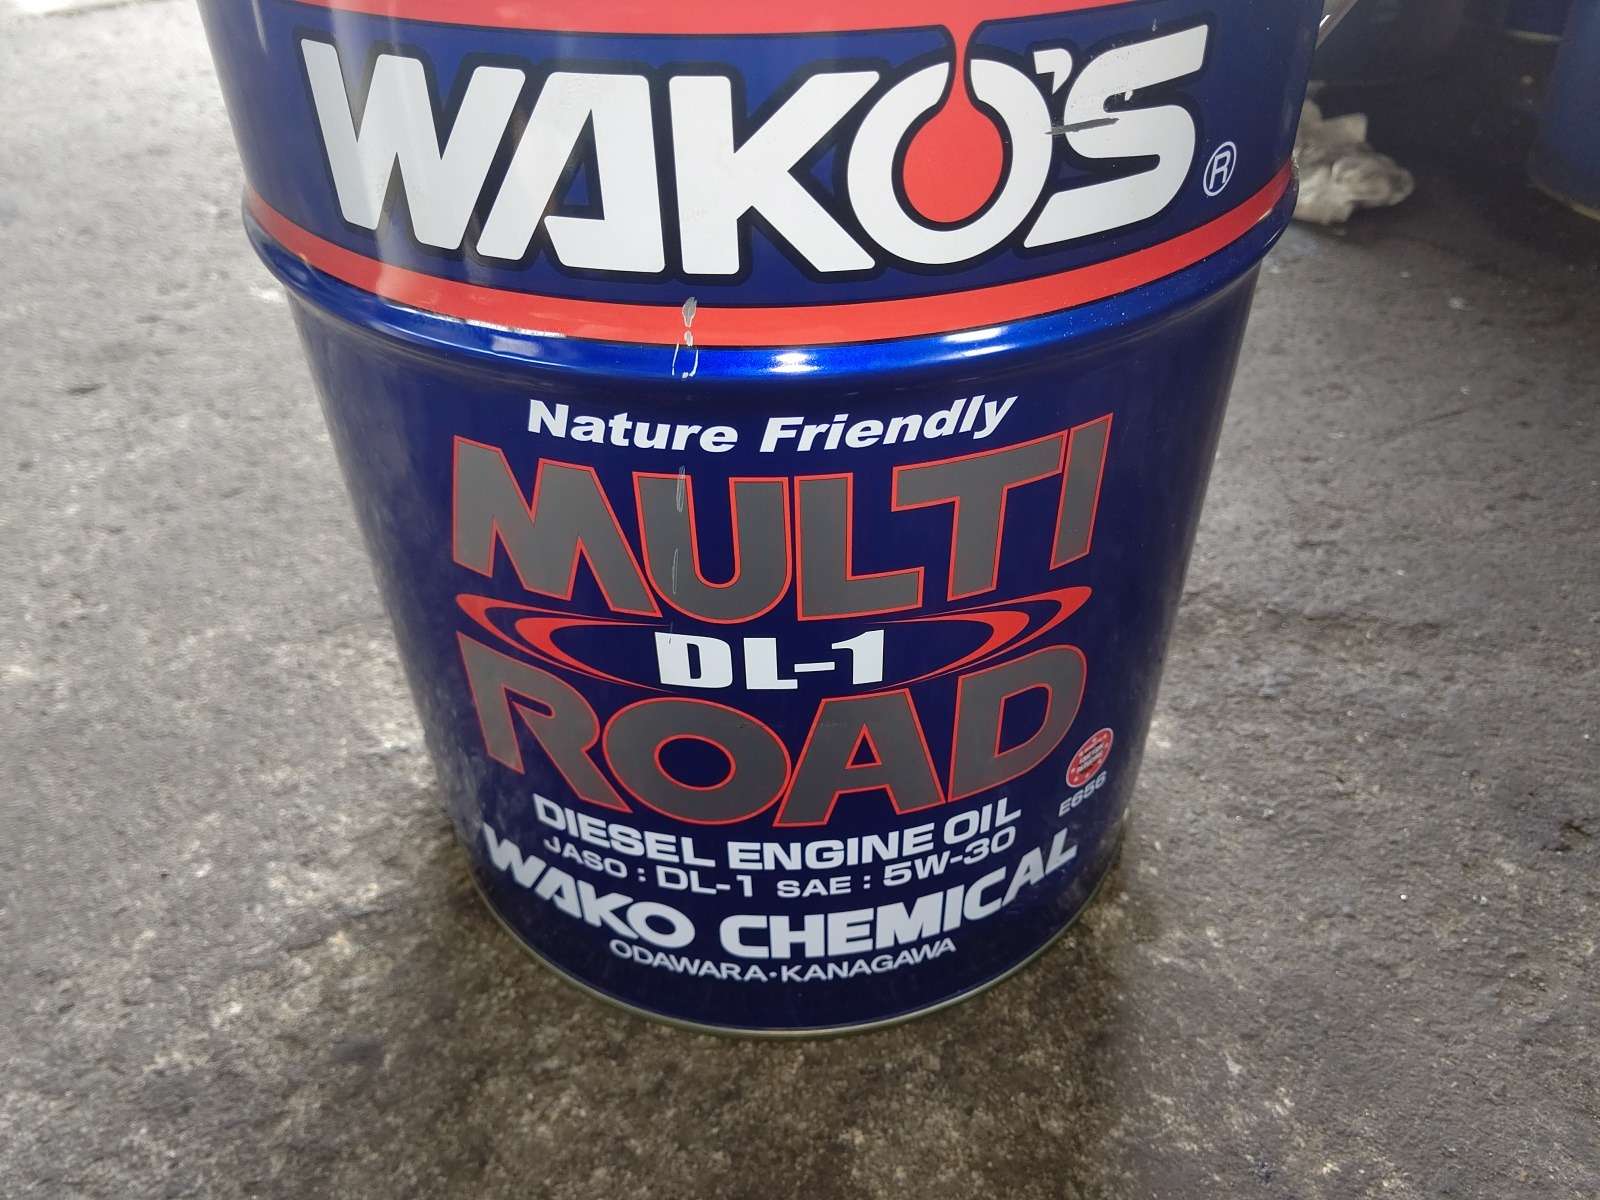 WAKO'S®
Nature Friendly
MULTI
DL-1
ROAD
E656
DIESEL ENGINE OIL
JASO : DL-1 SAE : 5W-30
WAKO CHEMICAL
ODAWARA・KANAGAWA